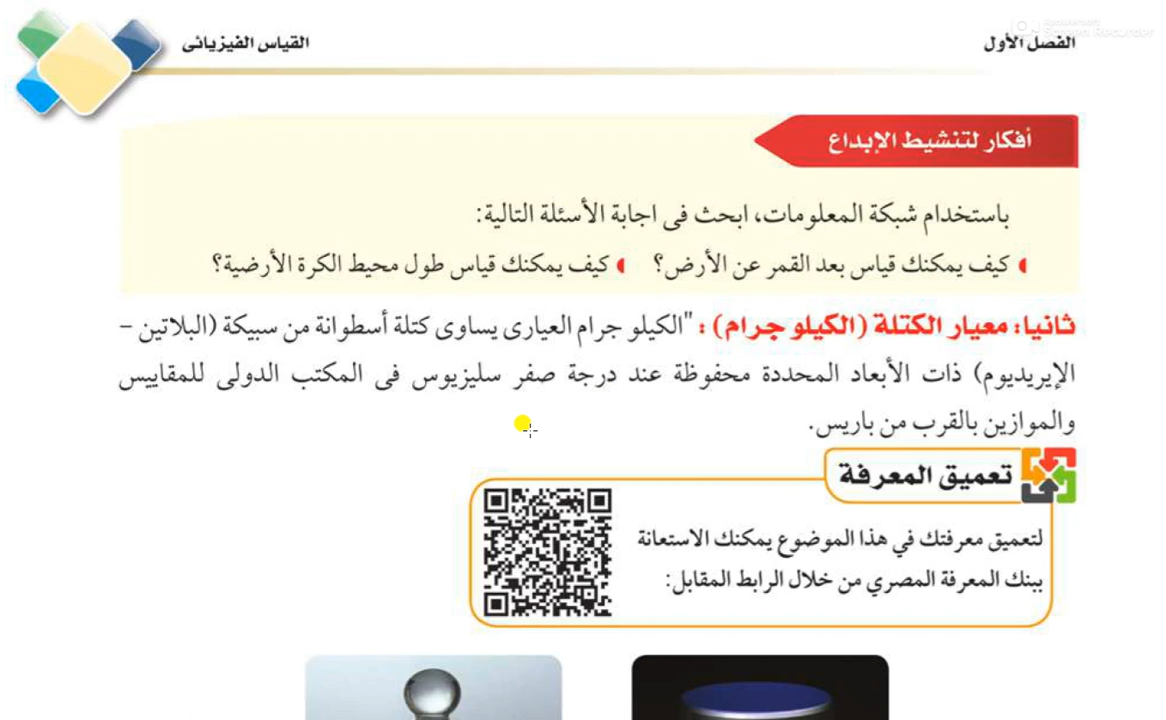 الفصل الأول
القياس الفيزيائى
أفكار لتنشيط الإبداع
باستخدام شبكة المعلومات، ابحث فى اجابة الأسئلة التالية:
كيف يمكنك قياس بعد القمر عن الأرض؟ كيف يمكنك قياس طول محيط الكرة الأرضية؟
ثانيا: معيار الكتلة (الكيلو جرام) : "الكيلو جرام العيارى يساوى كتلة أسطوانة من سبيكة (البلاتين –
الإيريديوم) ذات الأبعاد المحددة محفوظة عند درجة صفر سليزيوس فى المكتب الدولى للمقاييس
والموازين بالقرب من باريس.
تعميق المعرفة
لتعميق معرفتك في هذا الموضوع يمكنك الاستعانة
ببنك المعرفة المصري من خلال الرابط المقابل:
Screen Recorder